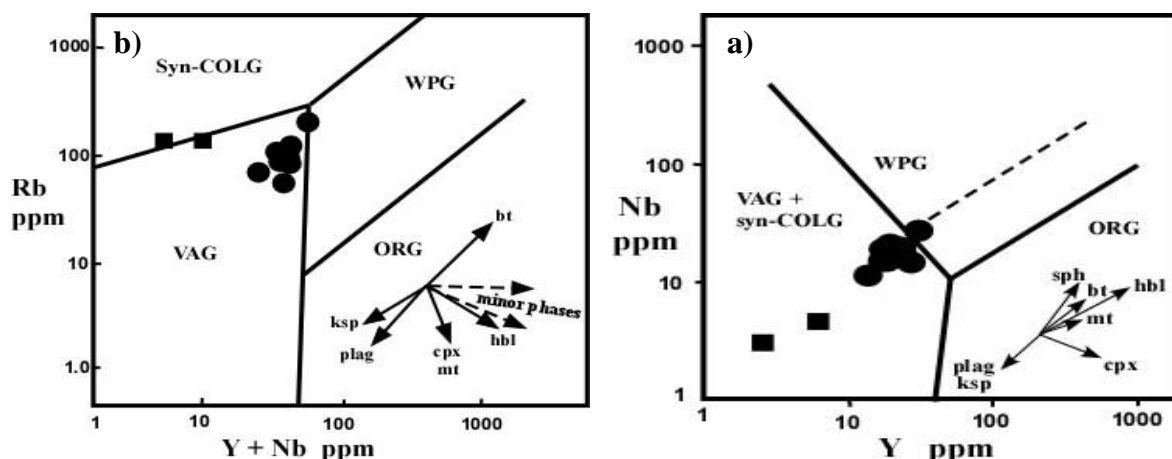 b)
1000
Syn-COLG
WPG
100
Rb
ppm
10
VAG
ORG
bt
minor phases
ksp
plag
cpx
mt
hbl
1.0
1
10
100
1000
Y + Nb ppm
a)
1000
WPG
100
Nb
ppm
VAG +
syn-COLG
ORG
10
sph
bt
hbl
mt
plag
ksp
cpx
1
1
10
100
1000
Y ppm